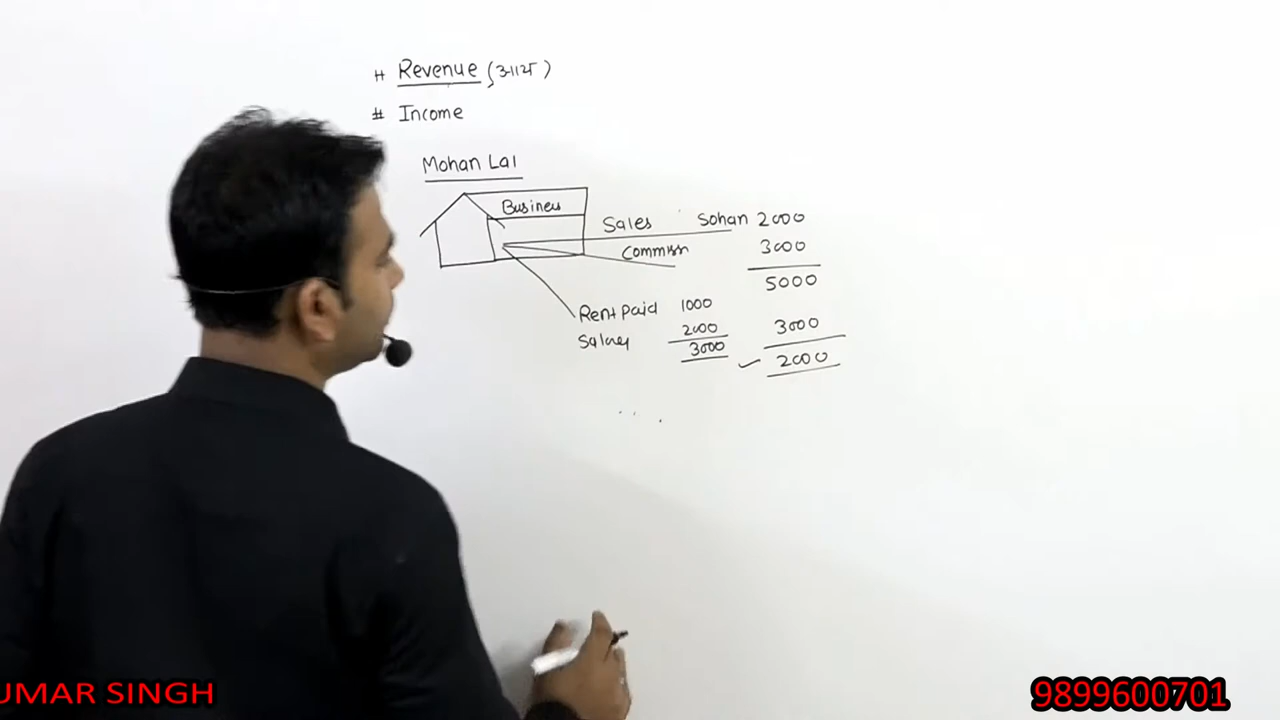 # Revenue (आय)
# Income
Mohan Lal
Business
Sales Sohan 2000
Commissn 3000
5000
Rent Paid 1000
Salary 2000 3000
3000 ✓ 2000
UMAR SINGH
9899600701